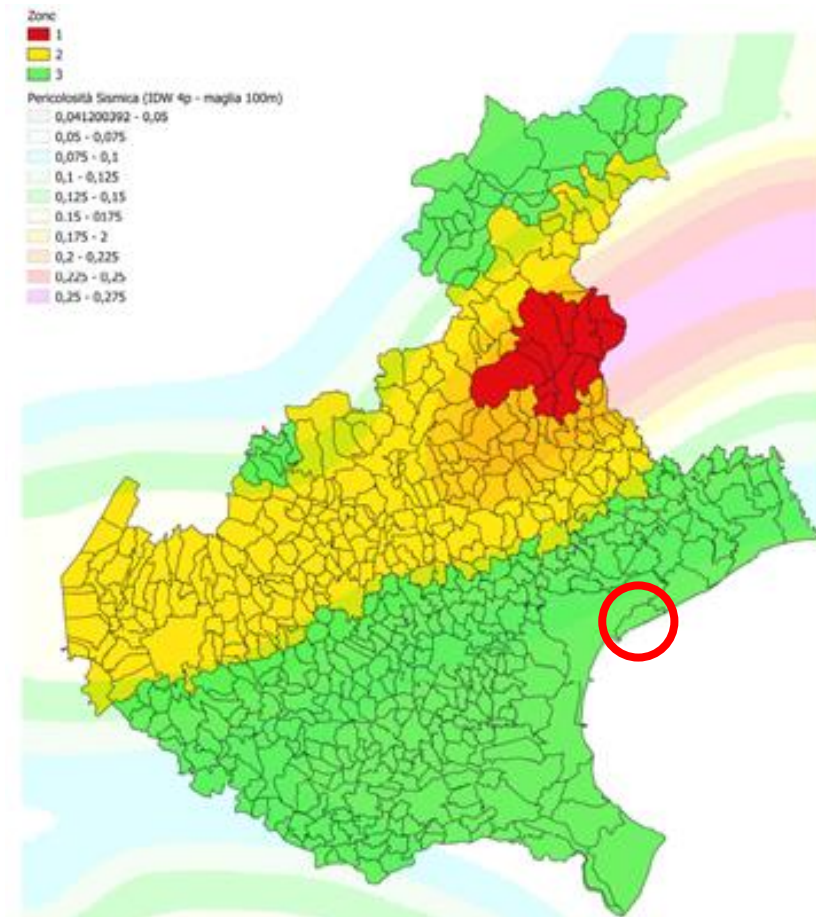 Zone
1
2
3
Pericolosità Sismica (IDW 4p - maglia 100m)
0,041200392 - 0,05
0,05 - 0,075
0,075 - 0,1
0,1 - 0,125
0,125 - 0,15
0.15 - 0175
0,175 - 2
0,2 - 0,225
0,225 - 0,25
0,25 - 0,275